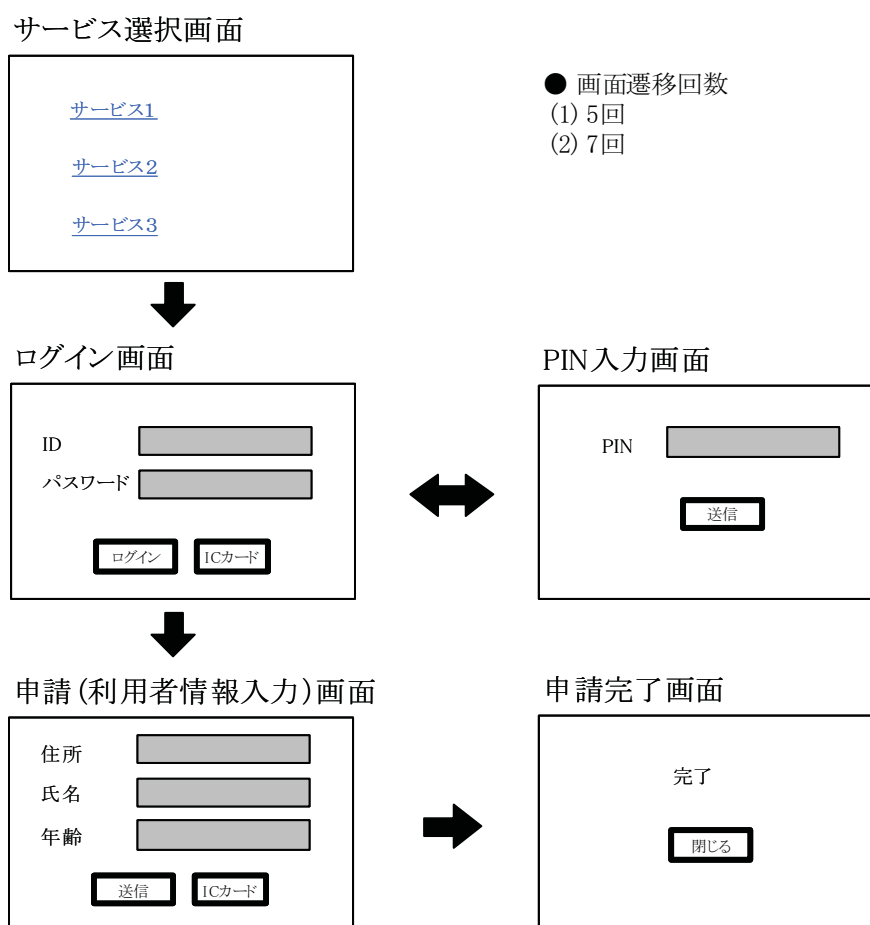 サービス選択画面
サービス1
サービス2
サービス3
● 画面遷移回数
(1) 5回
(2) 7回
ログイン画面
ID
パスワード
ログイン ICカード
PIN入力画面
PIN
送信
申請(利用者情報入力)画面
住所
氏名
年齢
送信 ICカード
申請完了画面
完了
閉じる